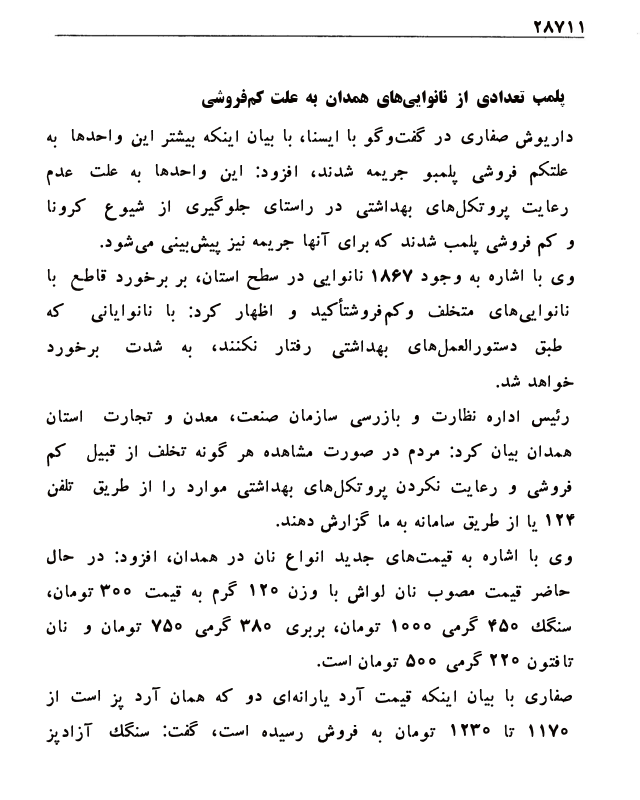 ۲۸۷۱۱
پلمب تعدادی از نانوایی‌های همدان به علت کم‌فروشی
داریوش صفاری در گفت‌وگو با ایسنا، با بیان اینکه بیشتر این واحدها به
علتکم فروشی پلمبو جریمه شدند، افزود: این واحدها به علت عدم
رعایت پروتکل‌های بهداشتی در راستای جلوگیری از شیوع کرونا
و کم فروشی پلمب شدند که برای آنها جریمه نیز پیش‌بینی می‌شود.
وی با اشاره به وجود ۱۸۶۷ نانوایی در سطح استان، بر برخورد قاطع با
نانوایی‌های متخلف وکم‌فروشتأکید و اظهار کرد: با نانوایانی که
طبق دستورالعمل‌های بهداشتی رفتار نکنند، به شدت برخورد
خواهد شد.
رئیس اداره نظارت و بازرسی سازمان صنعت، معدن و تجارت استان
همدان بیان کرد: مردم در صورت مشاهده هر گونه تخلف از قبیل کم
فروشی و رعایت نکردن پروتکل‌های بهداشتی موارد را از طریق تلفن
۱۲۴ یا از طریق سامانه به ما گزارش دهند.
وی با اشاره به قیمت‌های جدید انواع نان در همدان، افزود: در حال
حاضر قیمت مصوب نان لواش با وزن ۱۲۰ گرم به قیمت ۳۰۰ تومان،
سنگک ۴۵۰ گرمی ۱۰۰۰ تومان، بربری ۳۸۰ گرمی ۷۵۰ تومان و نان
تافتون ۲۲۰ گرمی ۵۰۰ تومان است.
صفاری با بیان اینکه قیمت آرد یارانه‌ای دو که همان آرد پز است از
۱۱۷۰ تا ۱۲۳۰ تومان به فروش رسیده است، گفت: سنگک آزادپز